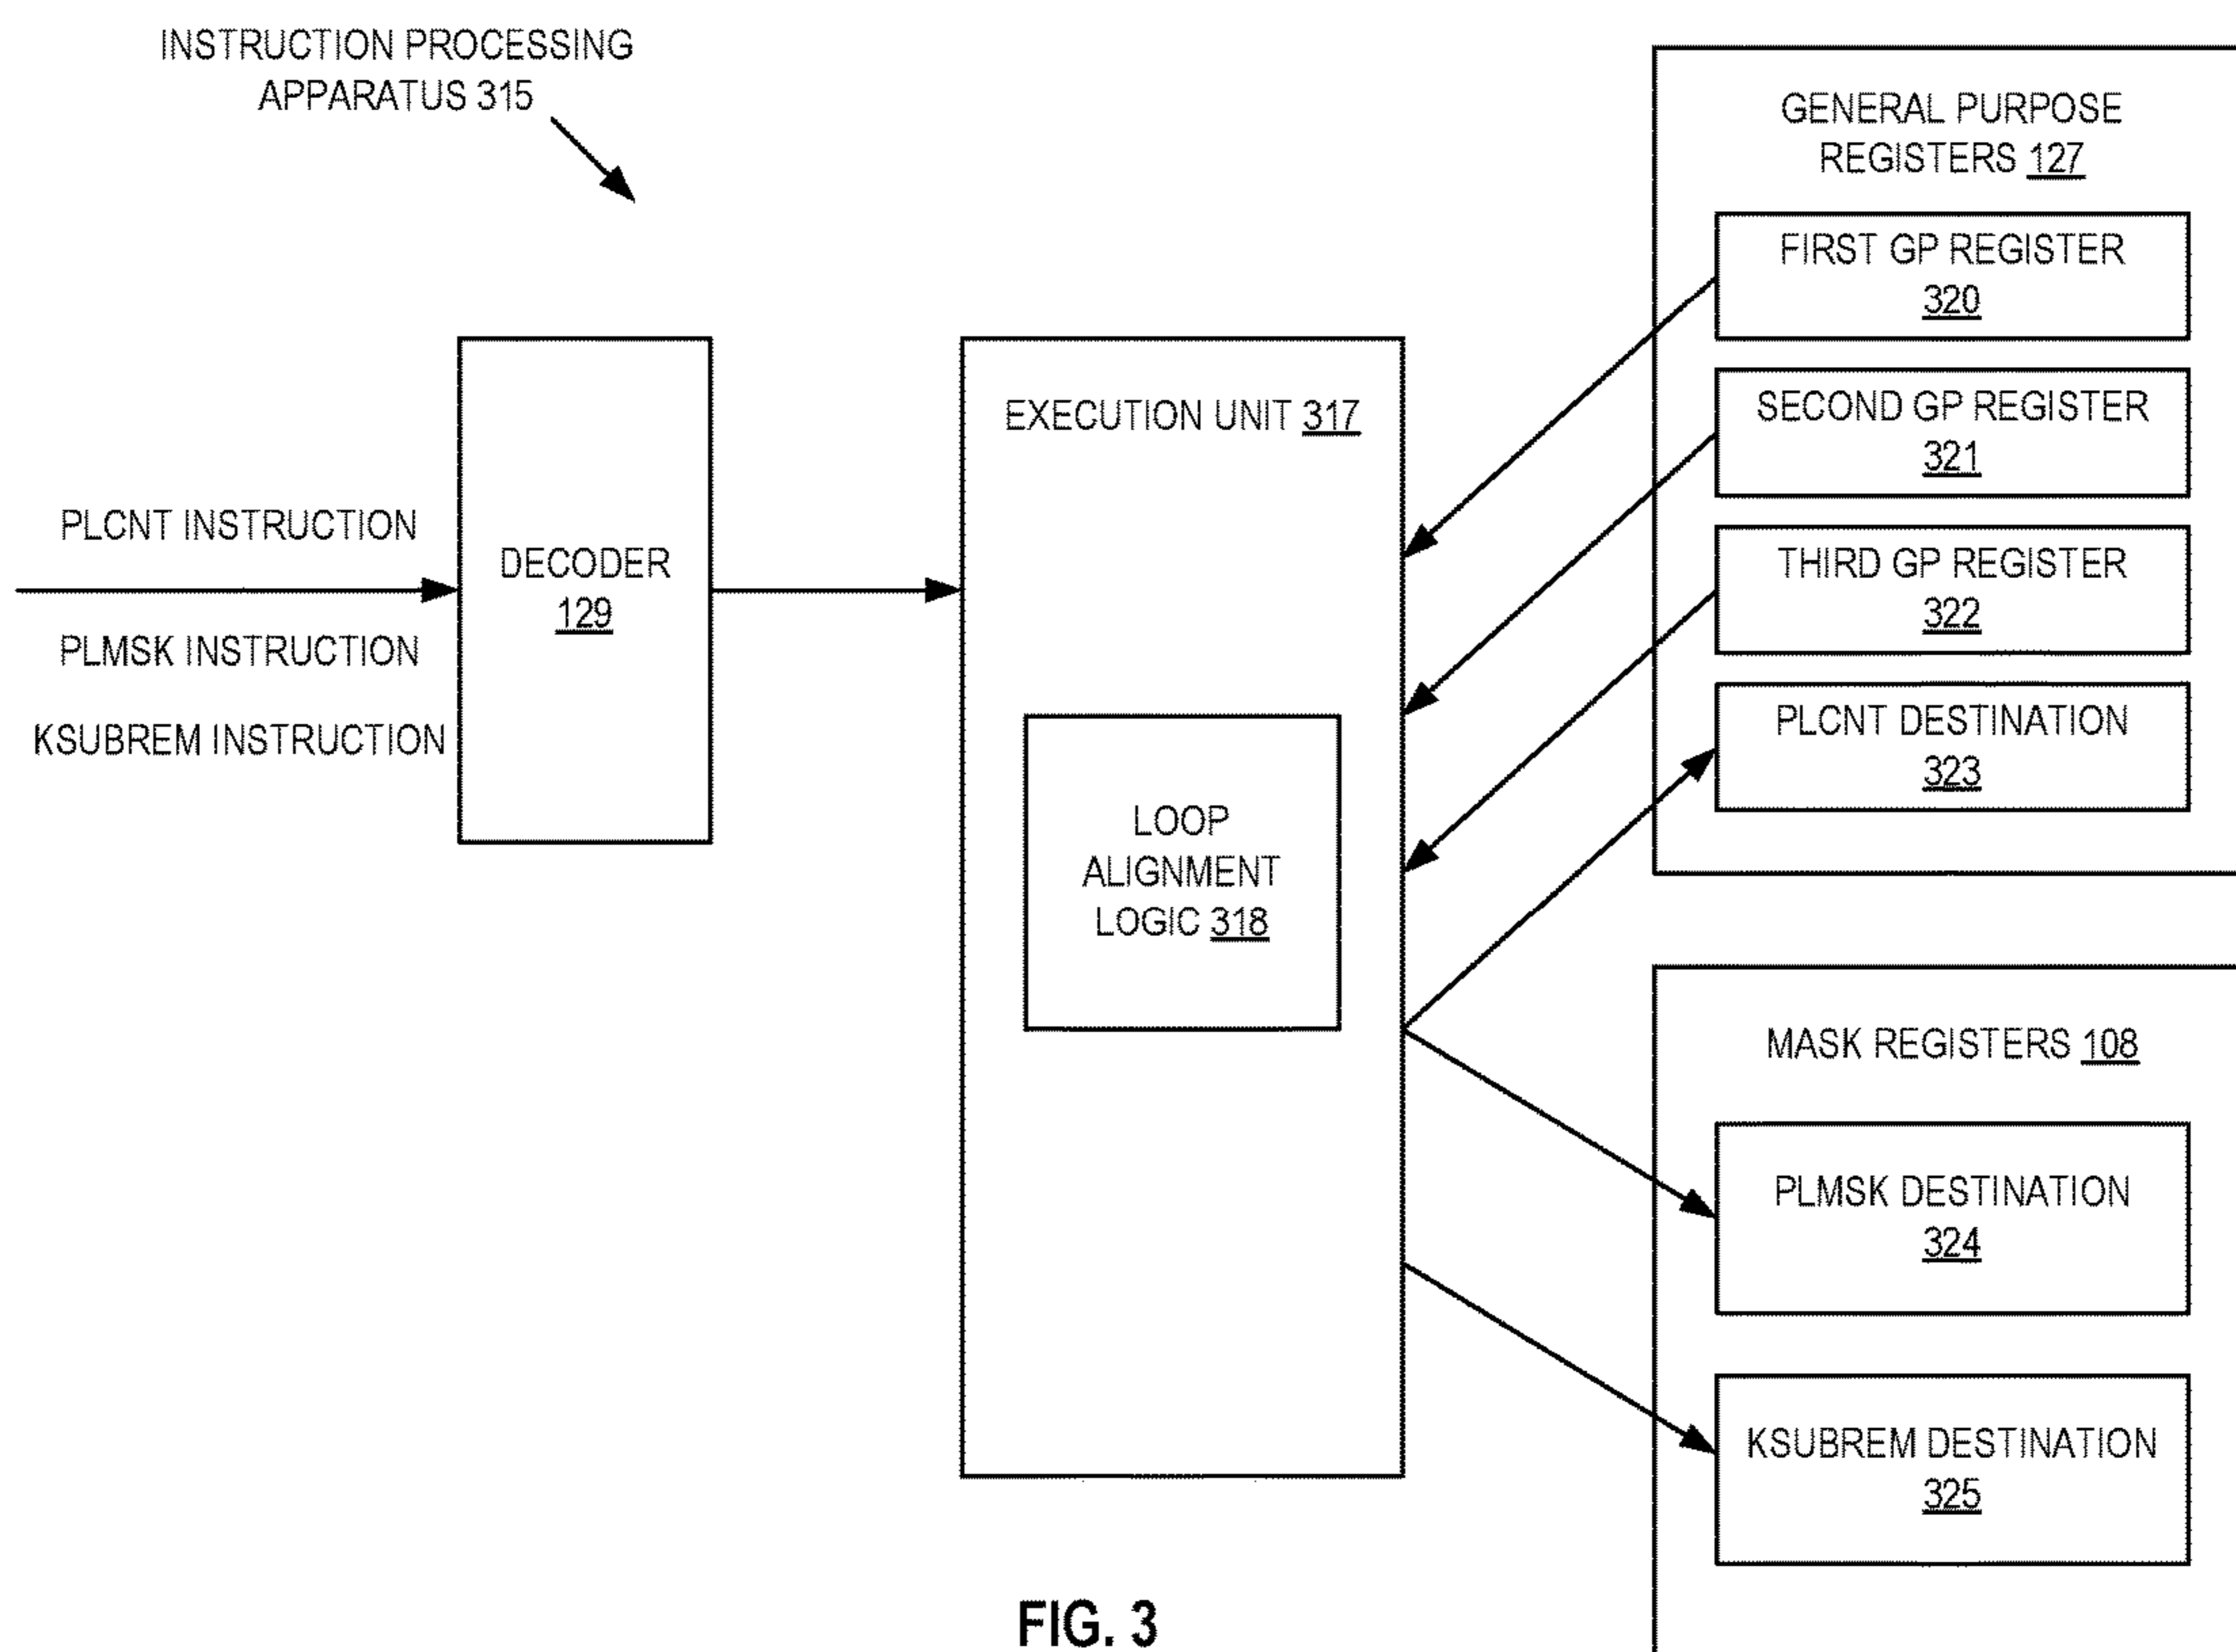 INSTRUCTION PROCESSING
APPARATUS 315
PLCNT INSTRUCTION
PLMSK INSTRUCTION
KSUBREM INSTRUCTION
DECODER
129
EXECUTION UNIT 317
LOOP
ALIGNMENT
LOGIC 318
GENERAL PURPOSE
REGISTERS 127
FIRST GP REGISTER
320
SECOND GP REGISTER
321
THIRD GP REGISTER
322
PLCNT DESTINATION
323
MASK REGISTERS 108
PLMSK DESTINATION
324
KSUBREM DESTINATION
325
FIG. 3